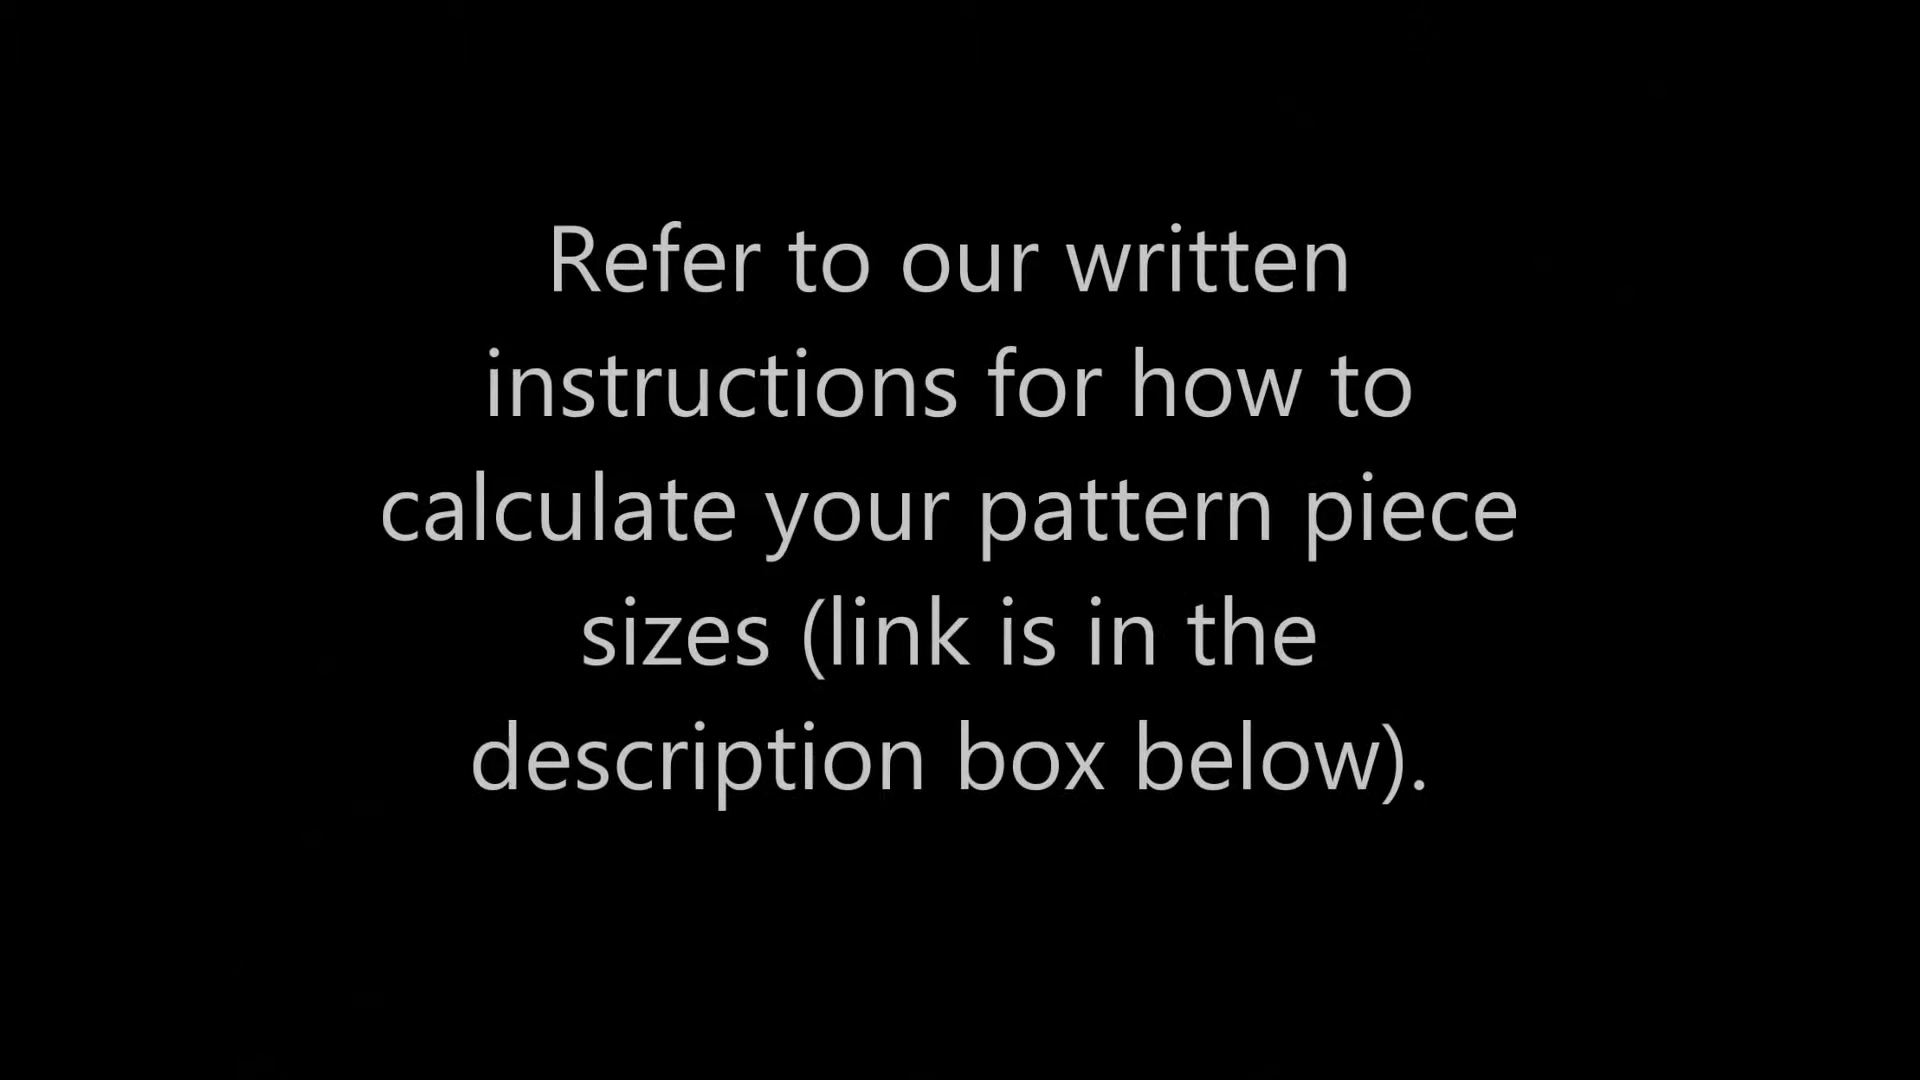 Refer to our written
instructions for how to
calculate your pattern piece
sizes (link is in the
description box below).